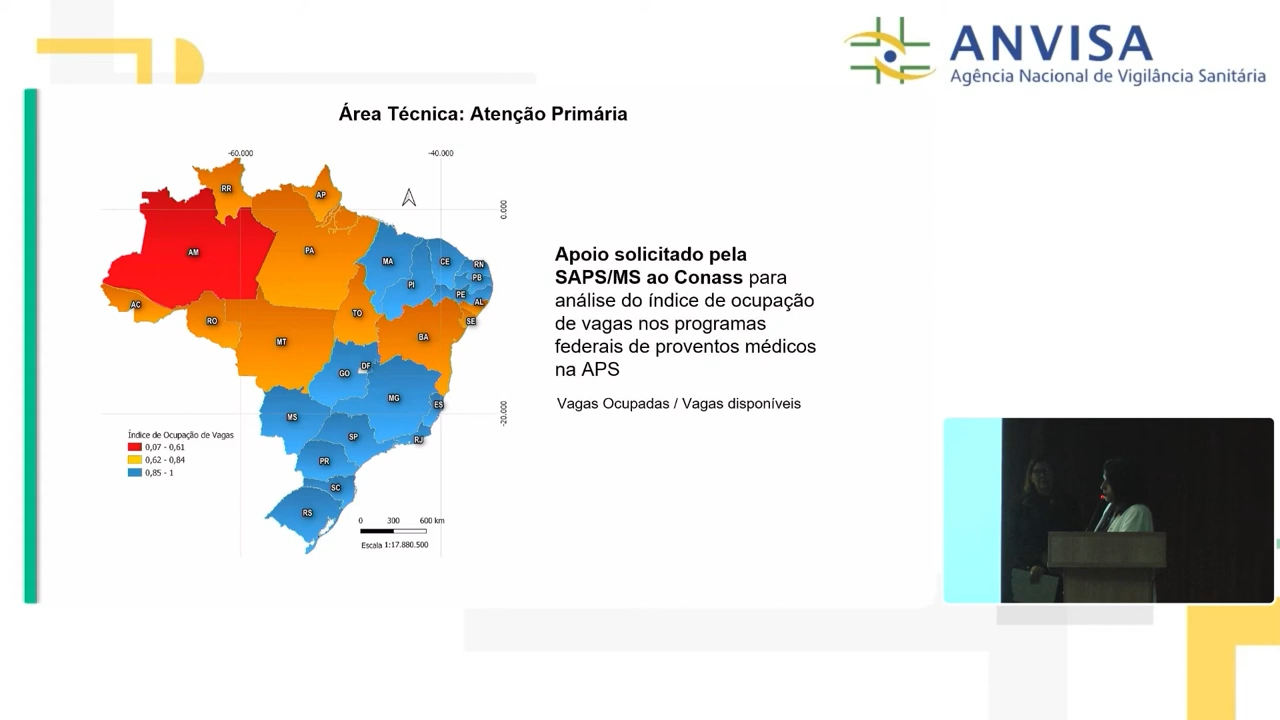 ANVISA
Agência Nacional de Vigilância Sanitária
Área Técnica: Atenção Primária
-60.000
-40.000
0.000
-20.000
RR
AP
AM
PA
MA
CE
RN
PB
PI
PE
AL
AC
RO
TO
SE
MT
BA
GO
DF
MG
ES
MS
SP
RJ
PR
SC
RS
Índice de Ocupação de Vagas
0,07 - 0,61
0,62 - 0,84
0,85 - 1
0 300 600 km
Escala 1:17.880.500
Apoio solicitado pela
SAPS/MS ao Conass para
análise do índice de ocupação
de vagas nos programas
federais de proventos médicos
na APS
Vagas Ocupadas / Vagas disponíveis